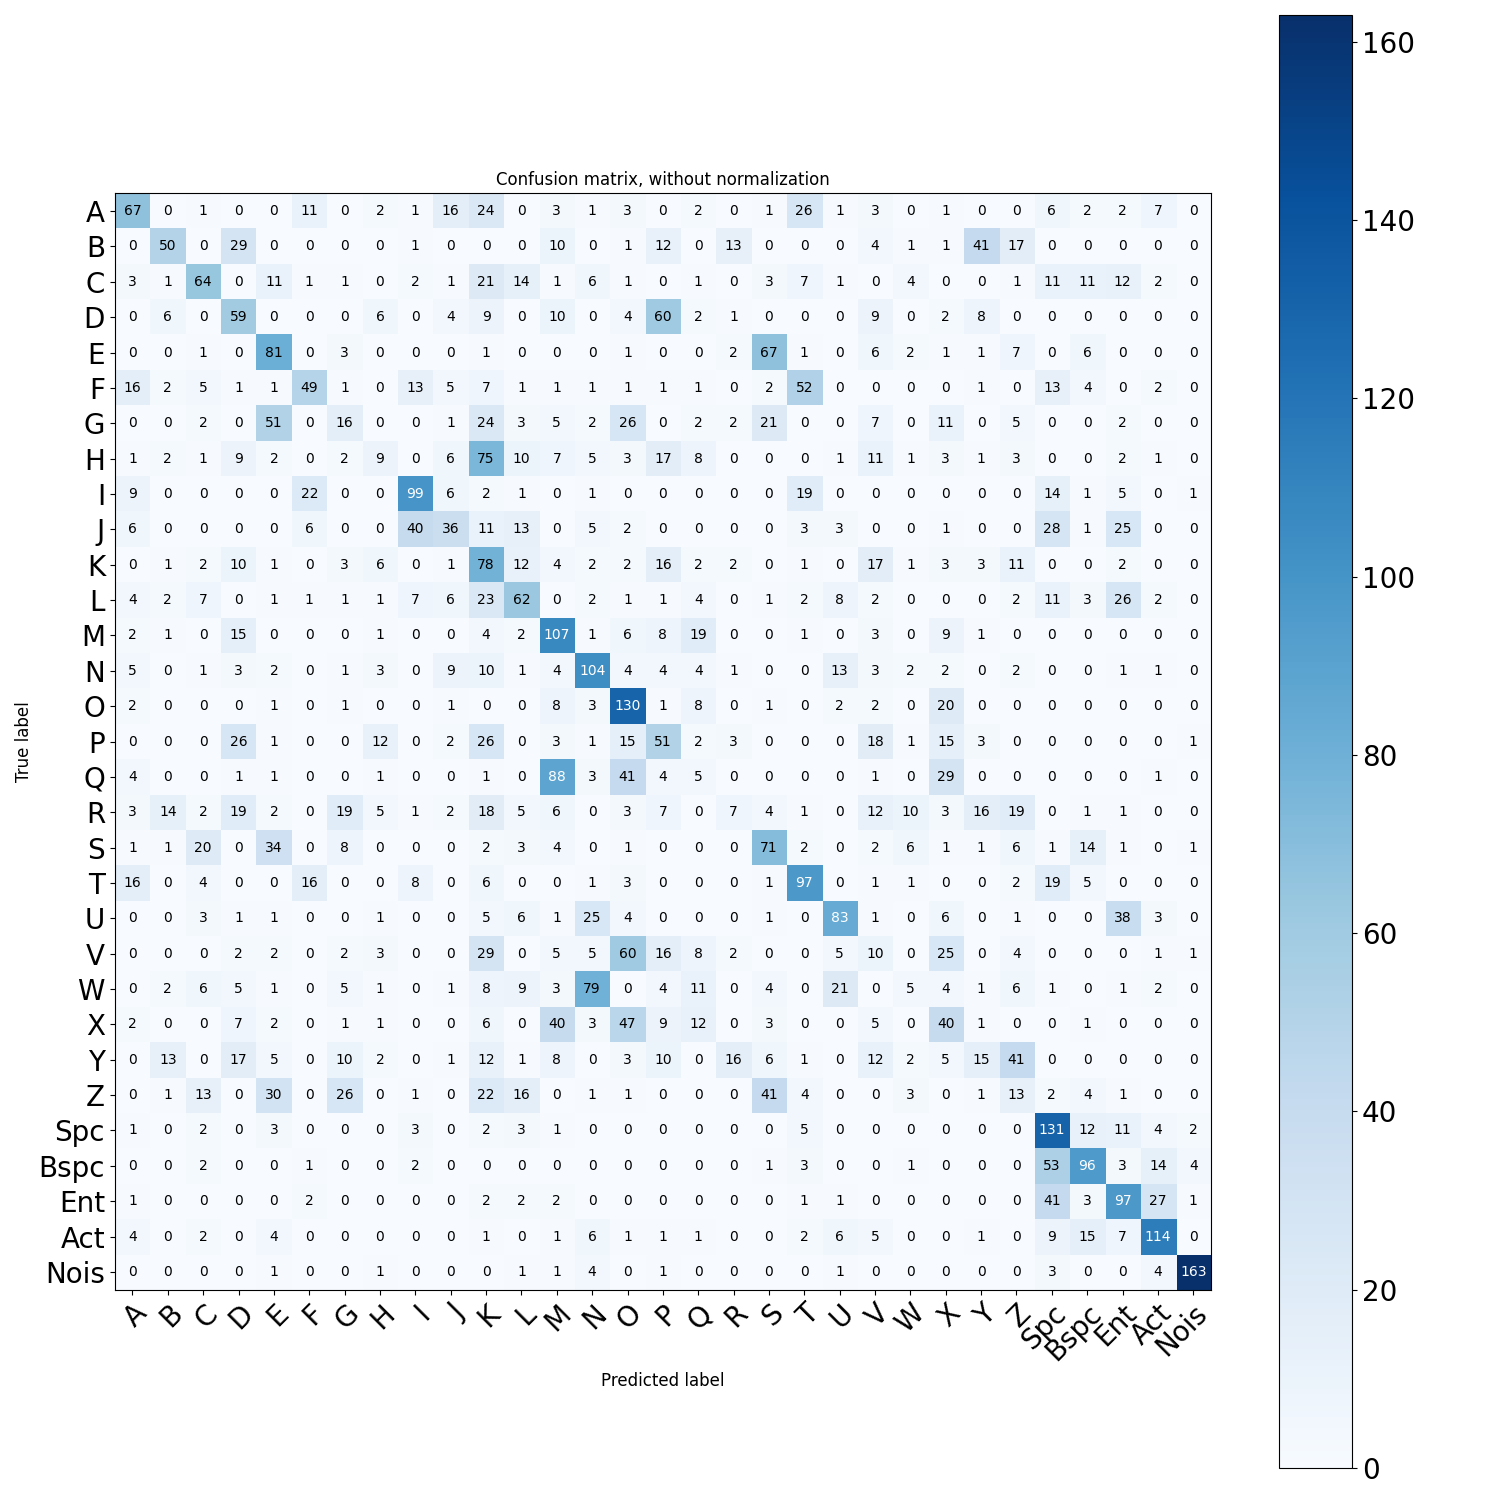 Confusion matrix, without normalization
A 67 0 1 0 0 11 0 2 1 16 24 0 3 1 3 0 2 0 1 26 1 3 0 1 0 0 6 2 2 7 0
B 0 50 0 29 0 0 0 0 1 0 0 0 10 0 1 12 0 13 0 0 0 4 1 1 41 17 0 0 0 0 0
C 3 1 64 0 11 1 1 0 2 1 21 14 1 6 1 0 1 0 3 7 1 0 4 0 0 1 11 11 12 2 0
D 0 6 0 59 0 0 0 6 0 4 9 0 10 0 4 60 2 1 0 0 0 9 0 2 8 0 0 0 0 0 0
E 0 0 1 0 81 0 3 0 0 0 1 0 0 0 1 0 0 2 67 1 0 6 2 1 1 7 0 6 0 0 0
F 16 2 5 1 1 49 1 0 13 5 7 1 1 1 1 1 1 0 2 52 0 0 0 0 1 0 13 4 0 2 0
G 0 0 2 0 51 0 16 0 0 1 24 3 5 2 26 0 2 2 21 0 0 7 0 11 0 5 0 0 2 0 0
H 1 2 1 9 2 0 2 9 0 6 75 10 7 5 3 17 8 0 0 0 1 11 1 3 1 3 0 0 2 1 0
I 9 0 0 0 0 22 0 0 99 6 2 1 0 1 0 0 0 0 0 19 0 0 0 0 0 0 14 1 5 0 1
J 6 0 0 0 0 6 0 0 40 36 11 13 0 5 2 0 0 0 0 3 3 0 0 1 0 0 28 1 25 0 0
K 0 1 2 10 1 0 3 6 0 1 78 12 4 2 2 16 2 2 0 1 0 17 1 3 3 11 0 0 2 0 0
L 4 2 7 0 1 1 1 1 7 6 23 62 0 2 1 1 4 0 1 2 8 2 0 0 0 2 11 3 26 2 0
M 2 1 0 15 0 0 0 1 0 0 4 2 107 1 6 8 19 0 0 1 0 3 0 9 1 0 0 0 0 0 0
N 5 0 1 3 2 0 1 3 0 9 10 1 4 104 4 4 4 1 0 0 13 3 2 2 0 2 0 0 1 1 0
O 2 0 0 0 1 0 1 0 0 1 0 0 8 3 130 1 8 0 1 0 2 2 0 20 0 0 0 0 0 0 0
P 0 0 0 26 1 0 0 12 0 2 26 0 3 1 15 51 2 3 0 0 0 18 1 15 3 0 0 0 0 0 1
Q 4 0 0 1 1 0 0 1 0 0 1 0 88 3 41 4 5 0 0 0 0 1 0 29 0 0 0 0 0 1 0
R 3 14 2 19 2 0 19 5 1 2 18 5 6 0 3 7 0 7 4 1 0 12 10 3 16 19 0 1 1 0 0
S 1 1 20 0 34 0 8 0 0 0 2 3 4 0 1 0 0 0 71 2 0 2 6 1 1 6 1 14 1 0 1
T 16 0 4 0 0 16 0 0 8 0 6 0 0 1 3 0 0 0 1 97 0 1 1 0 0 2 19 5 0 0 0
U 0 0 3 1 1 0 0 1 0 0 5 6 1 25 4 0 0 0 1 0 83 1 0 6 0 1 0 0 38 3 0
V 0 0 0 2 2 0 2 3 0 0 29 0 5 5 60 16 8 2 0 0 5 10 0 25 0 4 0 0 0 1 1
W 0 2 6 5 1 0 5 1 0 1 8 9 3 79 0 4 11 0 4 0 21 0 5 4 1 6 1 0 1 2 0
X 2 0 0 7 2 0 1 1 0 0 6 0 40 3 47 9 12 0 3 0 0 5 0 40 1 0 0 1 0 0 0
Y 0 13 0 17 5 0 10 2 0 1 12 1 8 0 3 10 0 16 6 1 0 12 2 5 15 41 0 0 0 0 0
Z 0 1 13 0 30 0 26 0 1 0 22 16 0 1 1 0 0 0 41 4 0 0 3 0 1 13 2 4 1 0 0
Spc 1 0 2 0 3 0 0 0 3 0 2 3 1 0 0 0 0 0 0 5 0 0 0 0 0 0 131 12 11 4 2
Bspc 0 0 2 0 0 1 0 0 2 0 0 0 0 0 0 0 0 0 1 3 0 0 1 0 0 0 53 96 3 14 4
Ent 1 0 0 0 0 2 0 0 0 0 2 2 2 0 0 0 0 0 0 1 1 0 0 0 0 0 41 3 97 27 1
Act 4 0 2 0 4 0 0 0 0 0 1 0 1 6 1 1 1 0 0 2 6 5 0 0 1 0 9 15 7 114 0
Nois 0 0 0 0 1 0 0 1 0 0 0 1 1 4 0 1 0 0 0 0 1 0 0 0 0 0 3 0 0 4 163
A B C D E F G H I J K L M N O P Q R S T U V W X Y Z Spc Bspc Ent Act Nois
Predicted label
True label
160
140
120
100
80
60
40
20
0